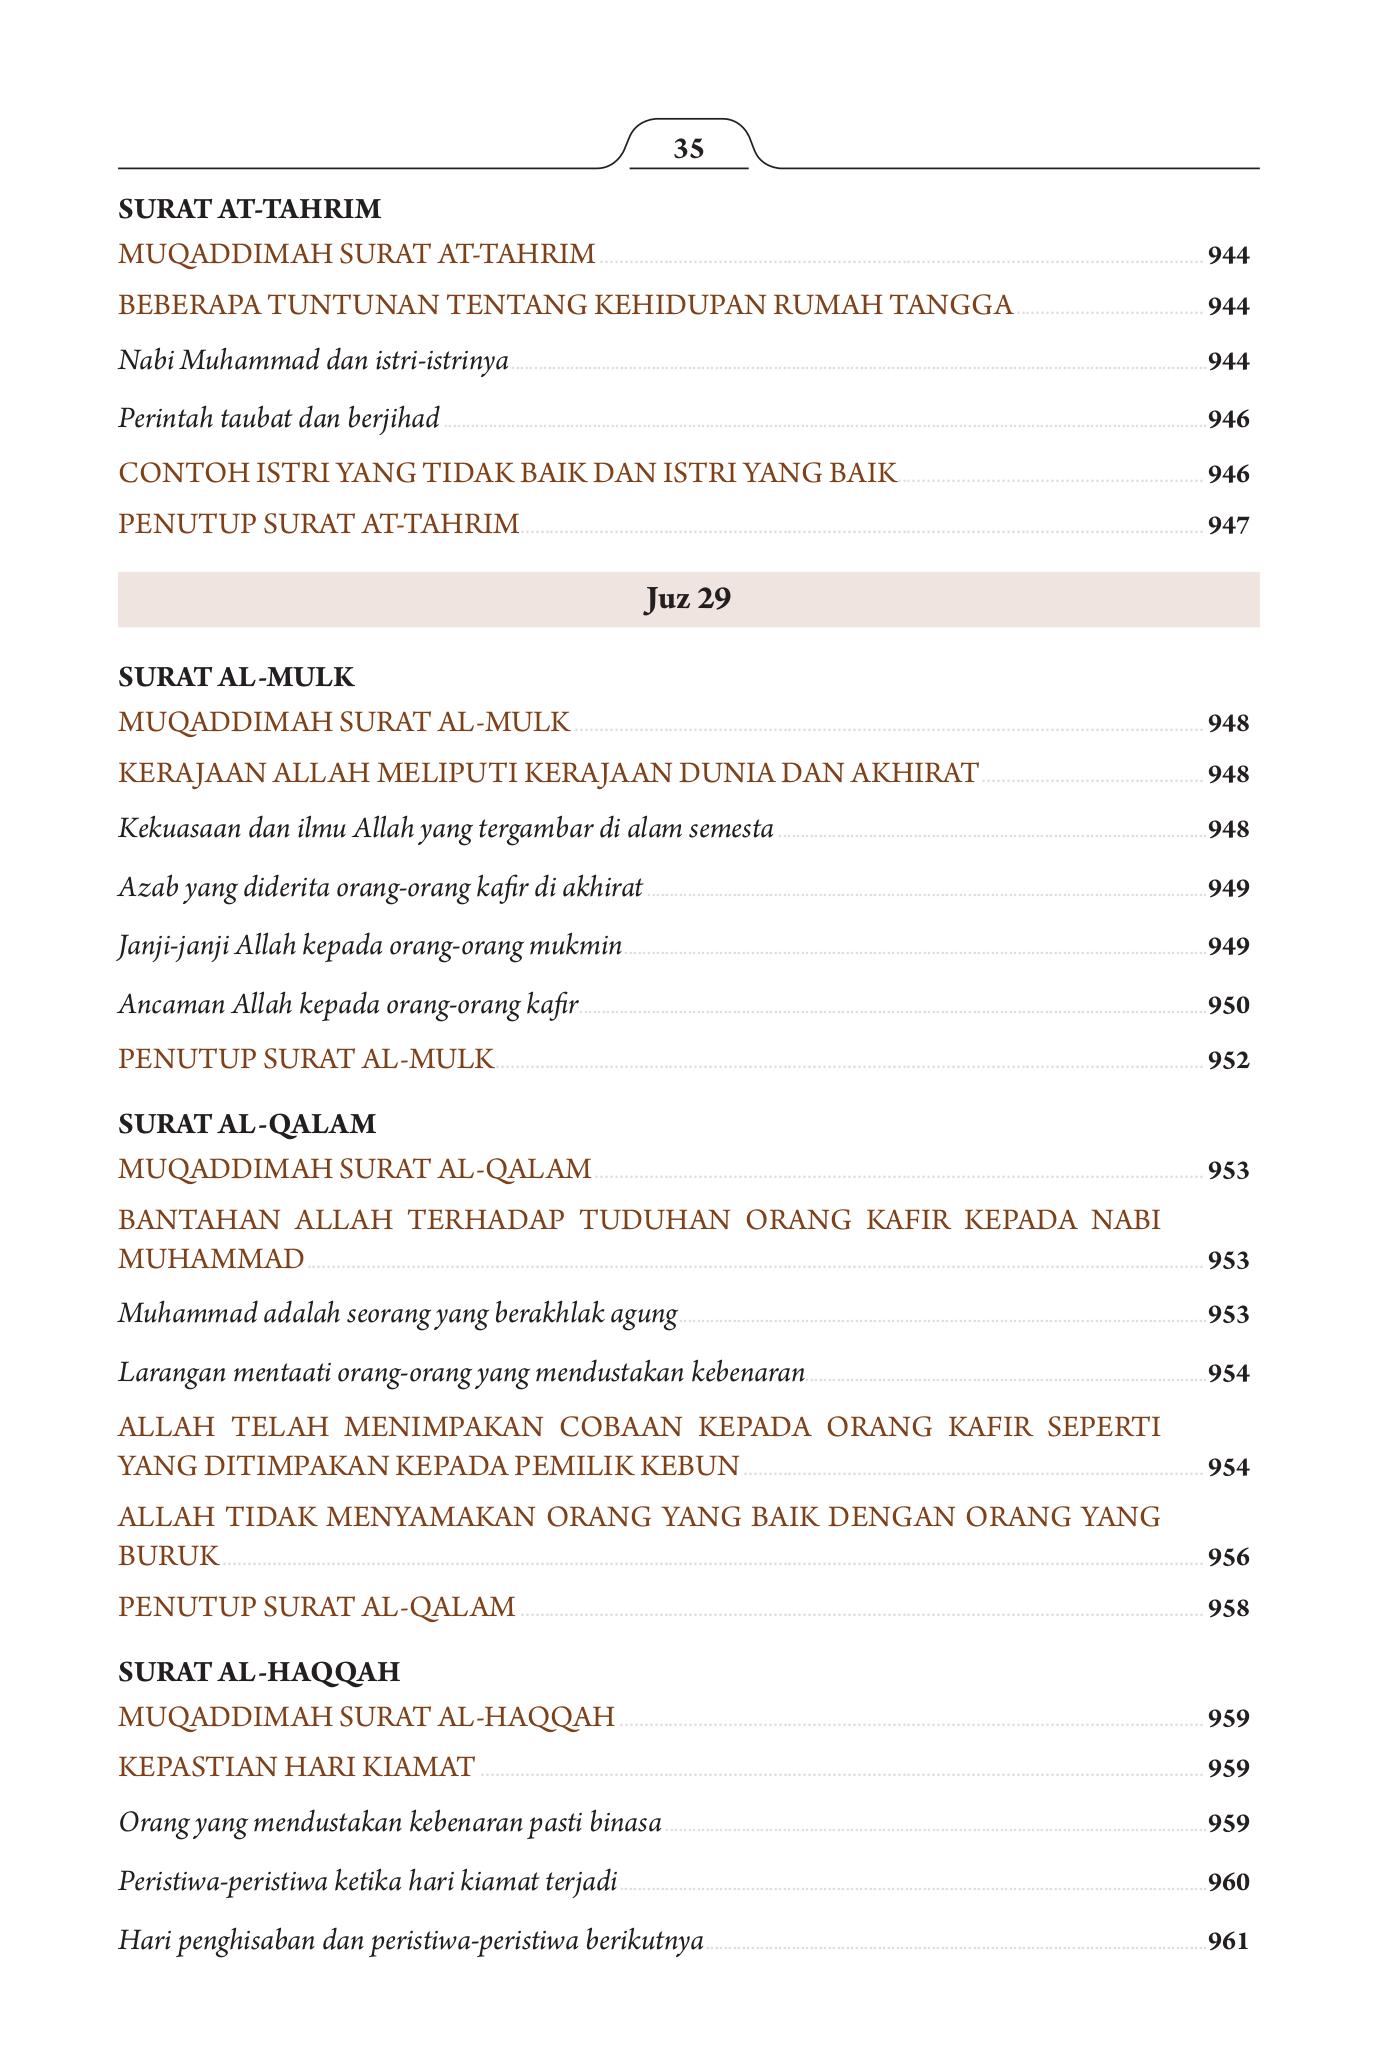 35
SURAT AT-TAHRIM
MUQADDIMAH SURAT AT-TAHRIM 944
BEBERAPA TUNTUNAN TENTANG KEHIDUPAN RUMAH TANGGA 944
Nabi Muhammad dan istri-istrinya 944
Perintah taubat dan berjihad 946
CONTOH ISTRI YANG TIDAK BAIK DAN ISTRI YANG BAIK 946
PENUTUP SURAT AT-TAHRIM 947
Juz 29
SURAT AL-MULK
MUQADDIMAH SURAT AL-MULK 948
KERAJAAN ALLAH MELIPUTI KERAJAAN DUNIA DAN AKHIRAT 948
Kekuasaan dan ilmu Allah yang tergambar di alam semesta 948
Azab yang diderita orang-orang kafir di akhirat 949
Janji-janji Allah kepada orang-orang mukmin 949
Ancaman Allah kepada orang-orang kafir 950
PENUTUP SURAT AL-MULK 952
SURAT AL-QALAM
MUQADDIMAH SURAT AL-QALAM 953
BANTAHAN ALLAH TERHADAP TUDUHAN ORANG KAFIR KEPADA NABI
MUHAMMAD 953
Muhammad adalah seorang yang berakhlak agung 953
Larangan mentaati orang-orang yang mendustakan kebenaran 954
ALLAH TELAH MENIMPAKAN COBAAN KEPADA ORANG KAFIR SEPERTI
YANG DITIMPAKAN KEPADA PEMILIK KEBUN 954
ALLAH TIDAK MENYAMAKAN ORANG YANG BAIK DENGAN ORANG YANG
BURUK 956
PENUTUP SURAT AL-QALAM 958
SURAT AL-HAQQAH
MUQADDIMAH SURAT AL-HAQQAH 959
KEPASTIAN HARI KIAMAT 959
Orang yang mendustakan kebenaran pasti binasa 959
Peristiwa-peristiwa ketika hari kiamat terjadi 960
Hari penghisaban dan peristiwa-peristiwa berikutnya 961